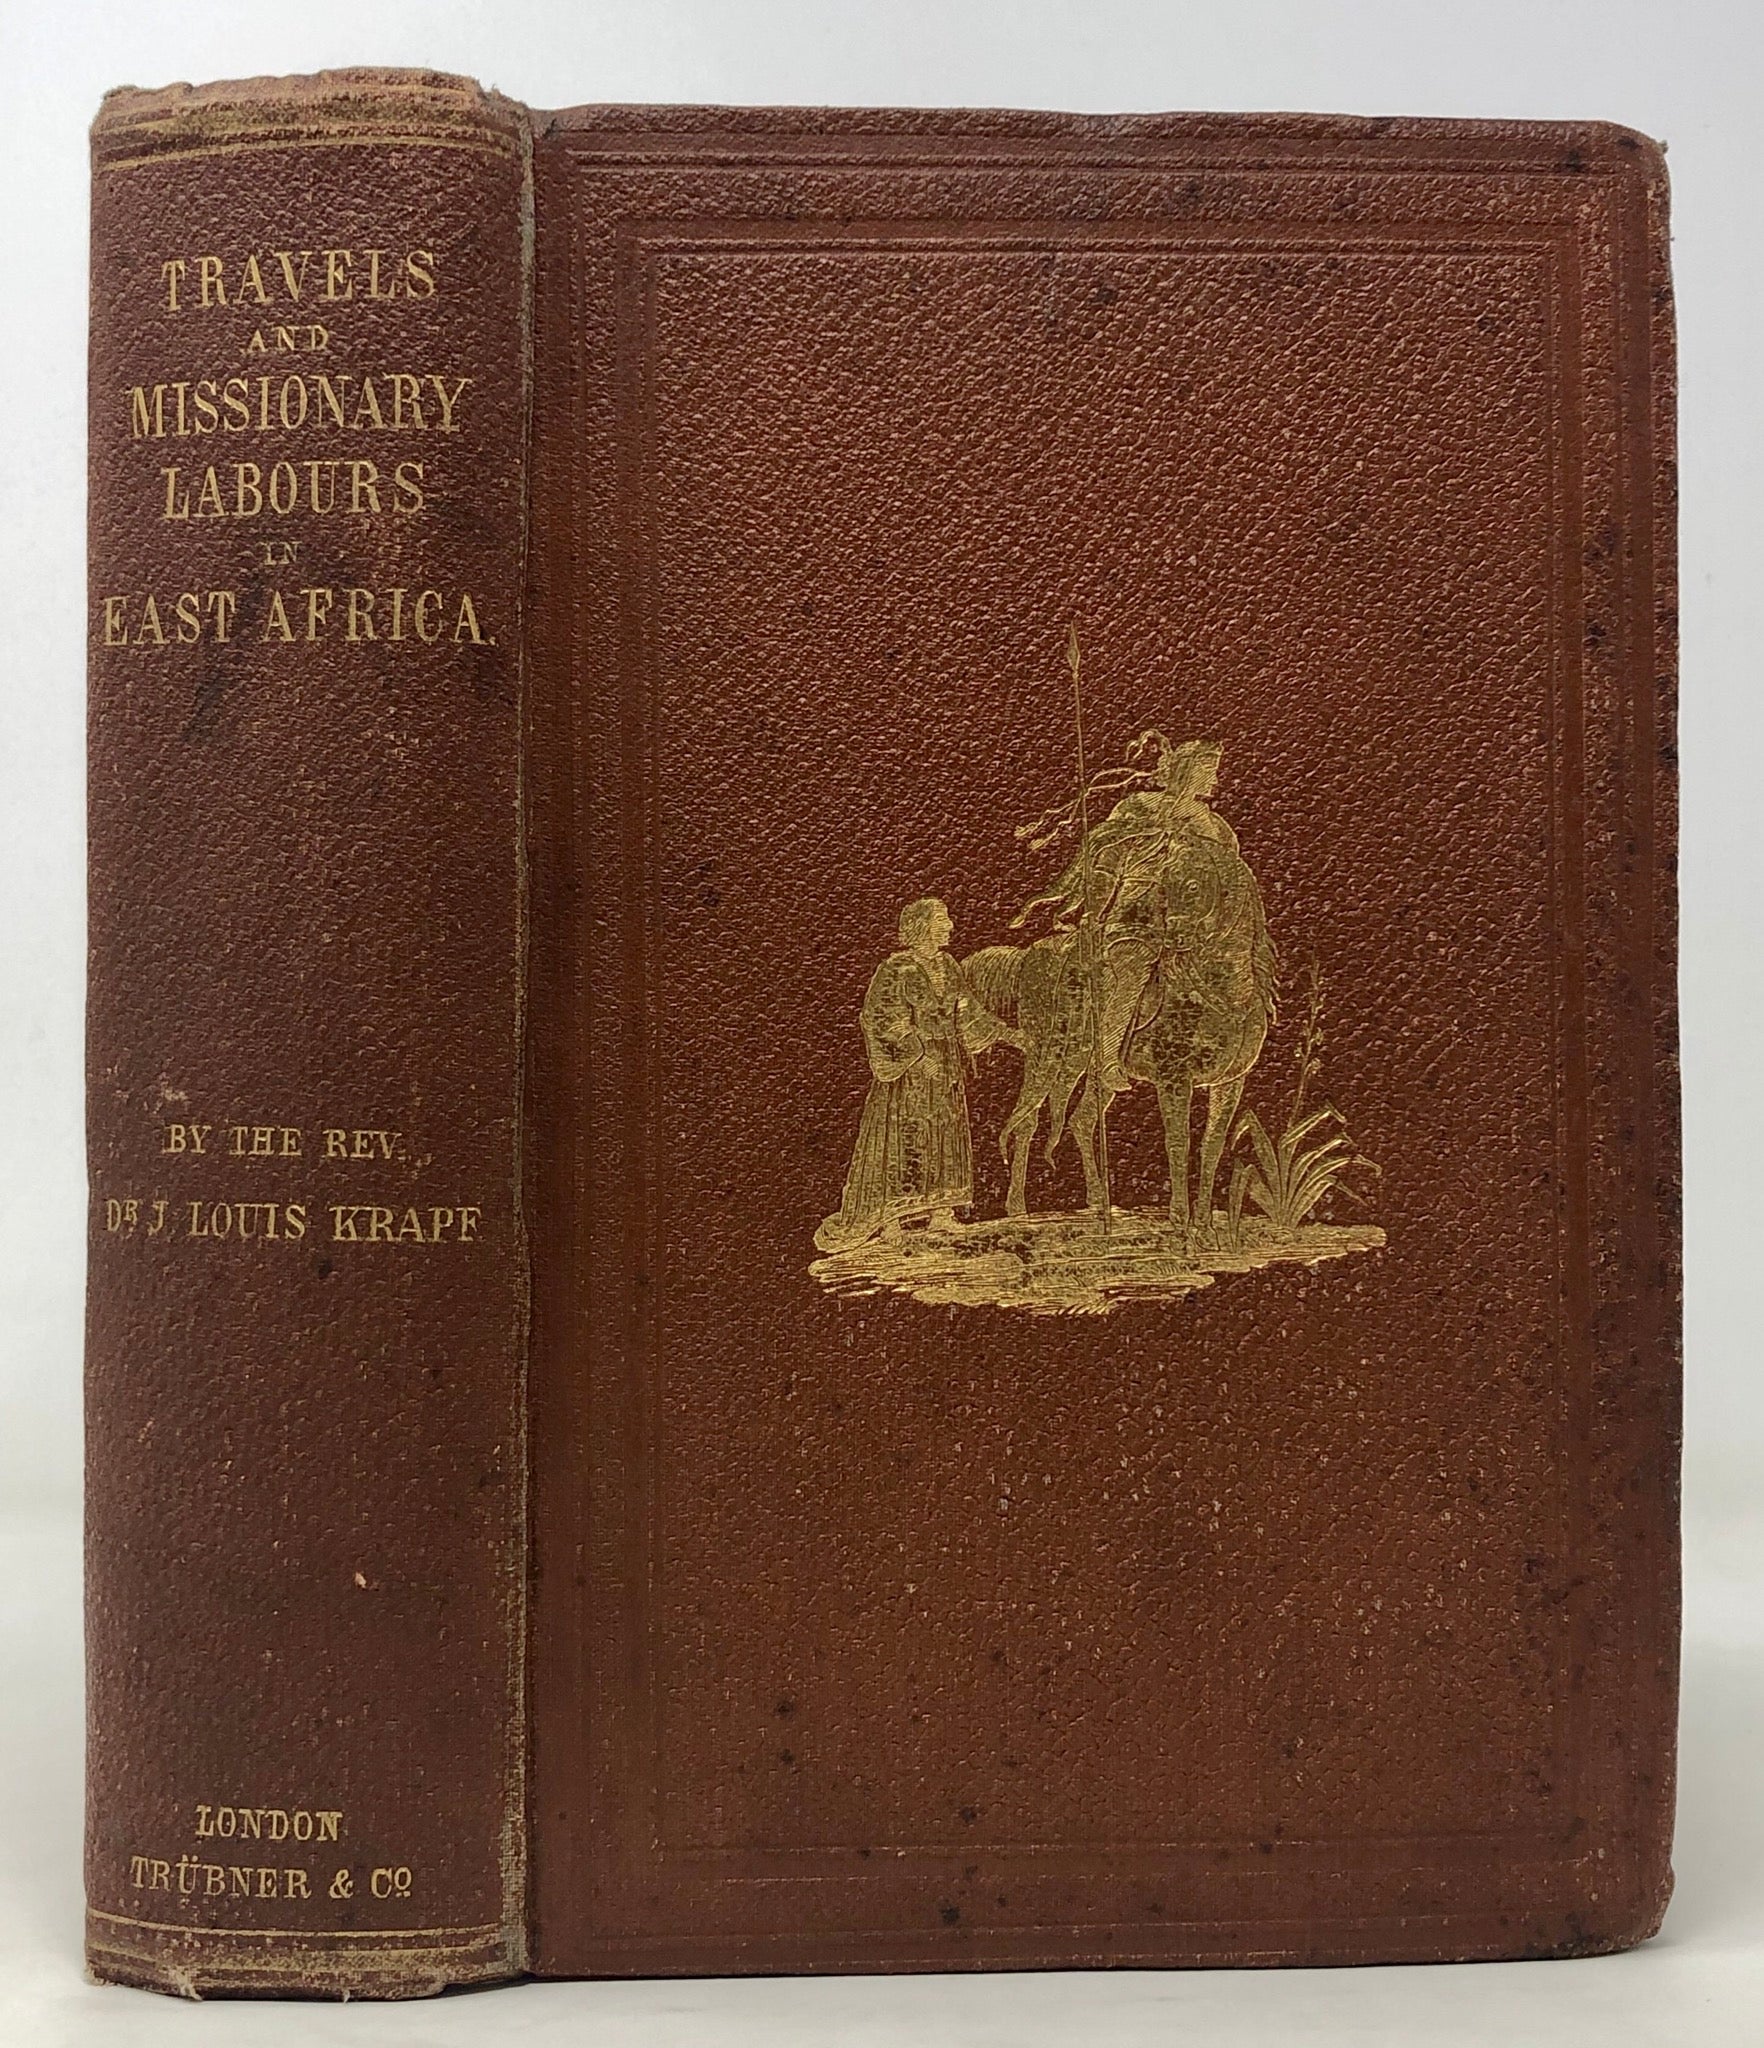 TRAVELS
AND
MISSIONARY
LABOURS
IN
EAST AFRICA.
BY THE REV.
DR J. LOUIS KRAPF
LONDON
TRÜBNER & Co